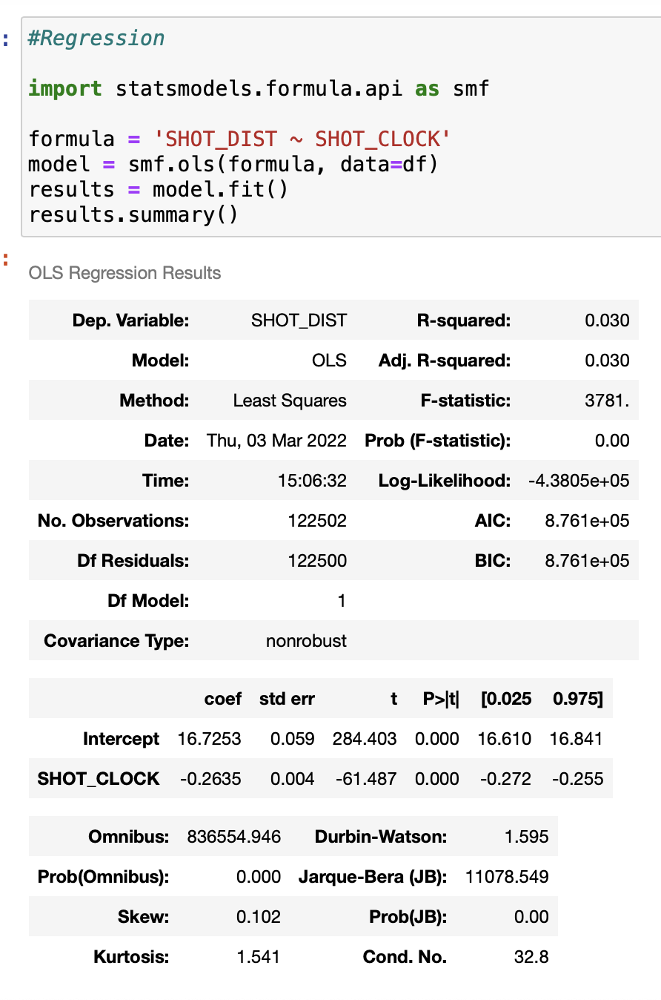 : #Regression
import statsmodels.formula.api as smf
formula = 'SHOT_DIST ~ SHOT_CLOCK'
model = smf.ols(formula, data=df)
results = model.fit()
results.summary()
:
OLS Regression Results
Dep. Variable: SHOT_DIST R-squared: 0.030
Model: OLS Adj. R-squared: 0.030
Method: Least Squares F-statistic: 3781.
Date: Thu, 03 Mar 2022 Prob (F-statistic): 0.00
Time: 15:06:32 Log-Likelihood: -4.3805e+05
No. Observations: 122502 AIC: 8.761e+05
Df Residuals: 122500 BIC: 8.761e+05
Df Model: 1
Covariance Type: nonrobust
coef std err t P>|t| [0.025 0.975]
Intercept 16.7253 0.059 284.403 0.000 16.610 16.841
SHOT_CLOCK -0.2635 0.004 -61.487 0.000 -0.272 -0.255
Omnibus: 836554.946 Durbin-Watson: 1.595
Prob(Omnibus): 0.000 Jarque-Bera (JB): 11078.549
Skew: 0.102 Prob(JB): 0.00
Kurtosis: 1.541 Cond. No. 32.8